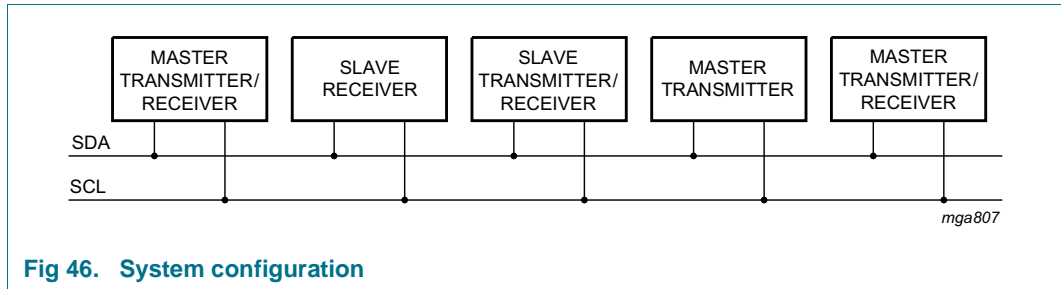 MASTER
TRANSMITTER/
RECEIVER
SLAVE
RECEIVER
SLAVE
TRANSMITTER/
RECEIVER
MASTER
TRANSMITTER
MASTER
TRANSMITTER/
RECEIVER
SDA
SCL
mga807
Fig 46. System configuration